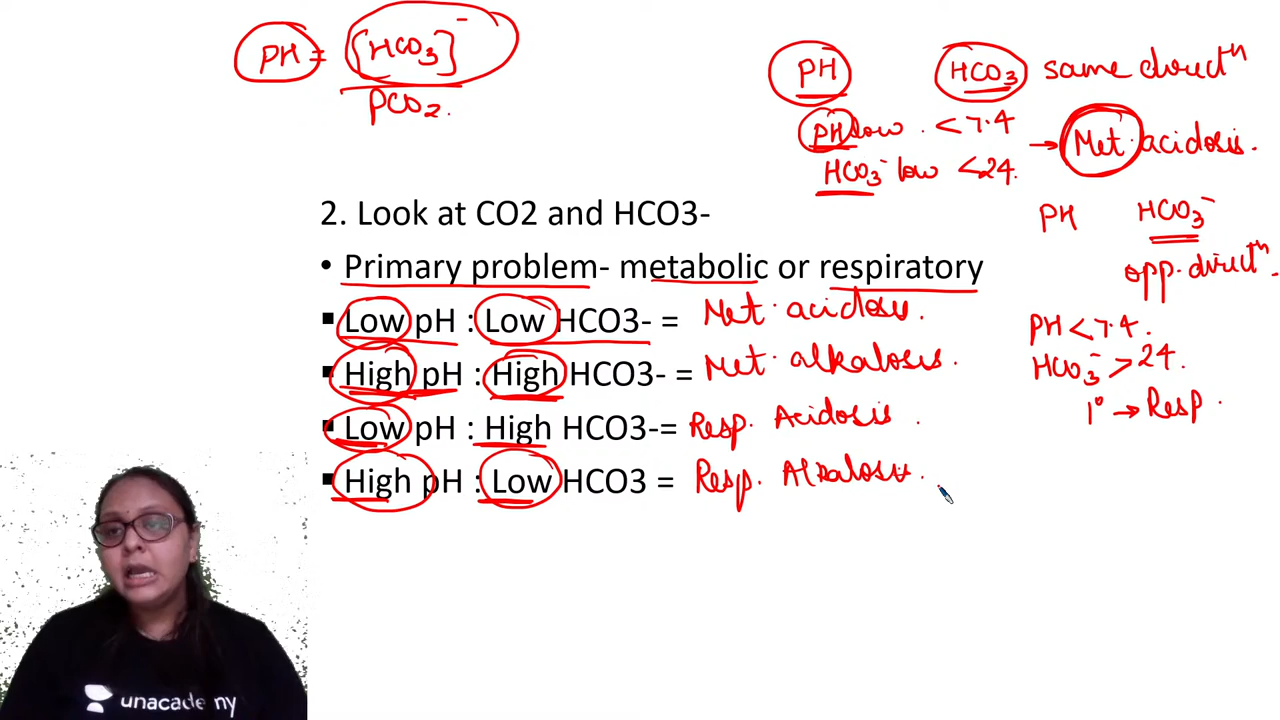 PH = [HCO3]-
PCO2.
PH HCO3 same directn
PH low . <7.4
HCO3- low <24.
→ Met. acidosis.
PH HCO3-
opp. directn.
PH < 7.4.
HCO3- > 24.
1° → Resp.
2. Look at CO2 and HCO3-
• Primary problem- metabolic or respiratory
▪ Low pH : Low HCO3- = Met. acidosis.
▪ High pH : High HCO3- = Met. alkalosis.
▪ Low pH : High HCO3-= Resp. Acidosis.
▪ High pH : Low HCO3 = Resp. Alkalosis.
unacademy